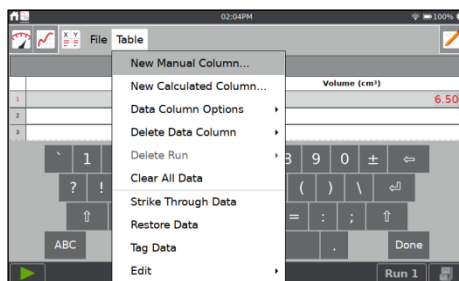 02:04PM
100%
X Y
File Table
New Manual Column...
New Calculated Column...
Data Column Options
Delete Data Column
Delete Run
Clear All Data
Strike Through Data
Restore Data
Tag Data
Edit
Volume (cm³)
1
6.50
2
3
` 1 8 9 0 ±
? ! ( ) \
= : ; 
ABC . Done
Run 1